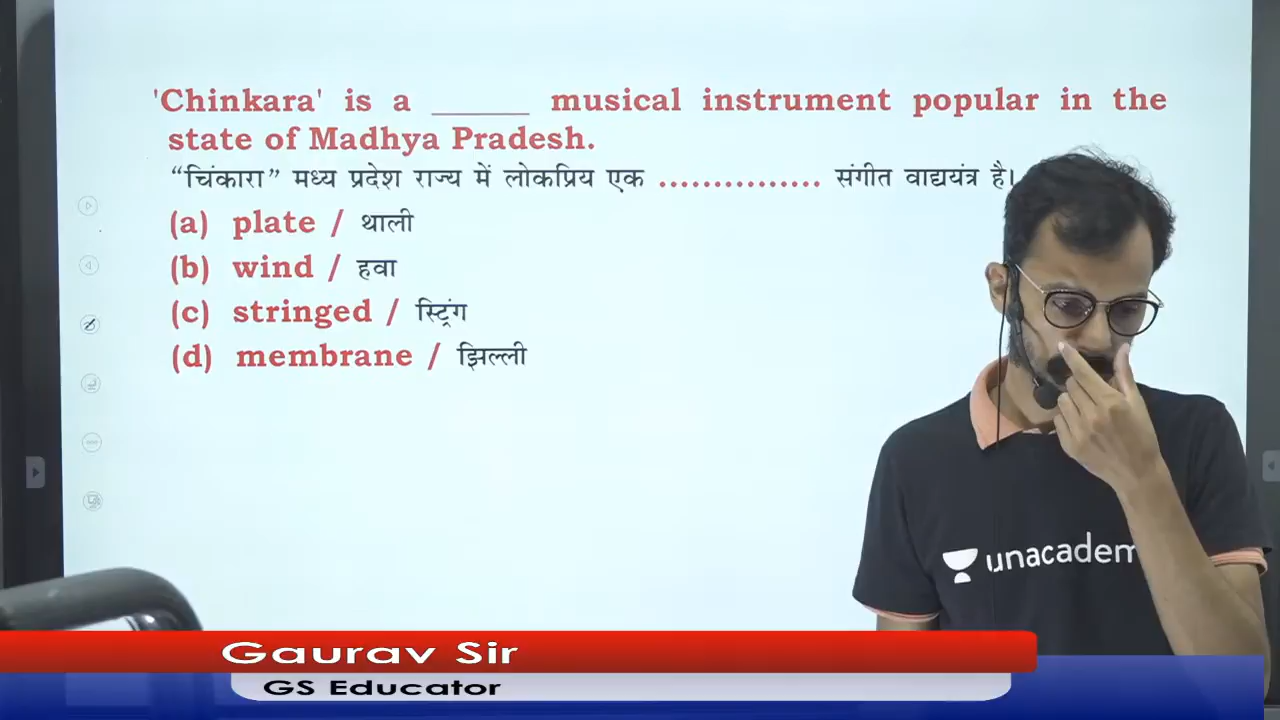 'Chinkara' is a ______ musical instrument popular in the
state of Madhya Pradesh.
“चिंकारा” मध्य प्रदेश राज्य में लोकप्रिय एक ............... संगीत वाद्ययंत्र है।
(a) plate / थाली
(b) wind / हवा
(c) stringed / स्ट्रिंग
(d) membrane / झिल्ली
unacadem
Gaurav Sir
GS Educator